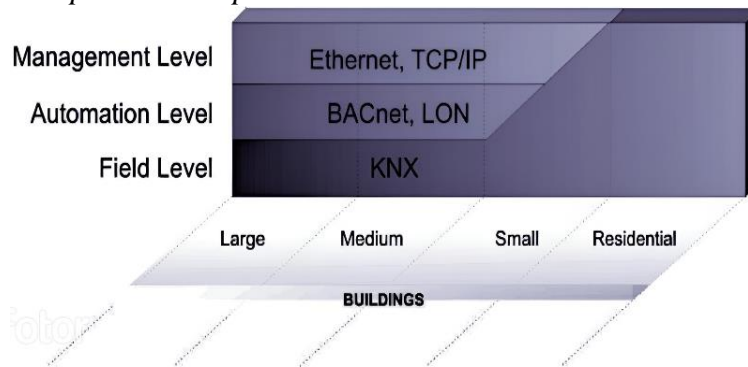 Management Level
Ethernet, TCP/IP
Automation Level
BACnet, LON
Field Level
KNX
Large
Medium
Small
Residential
BUILDINGS